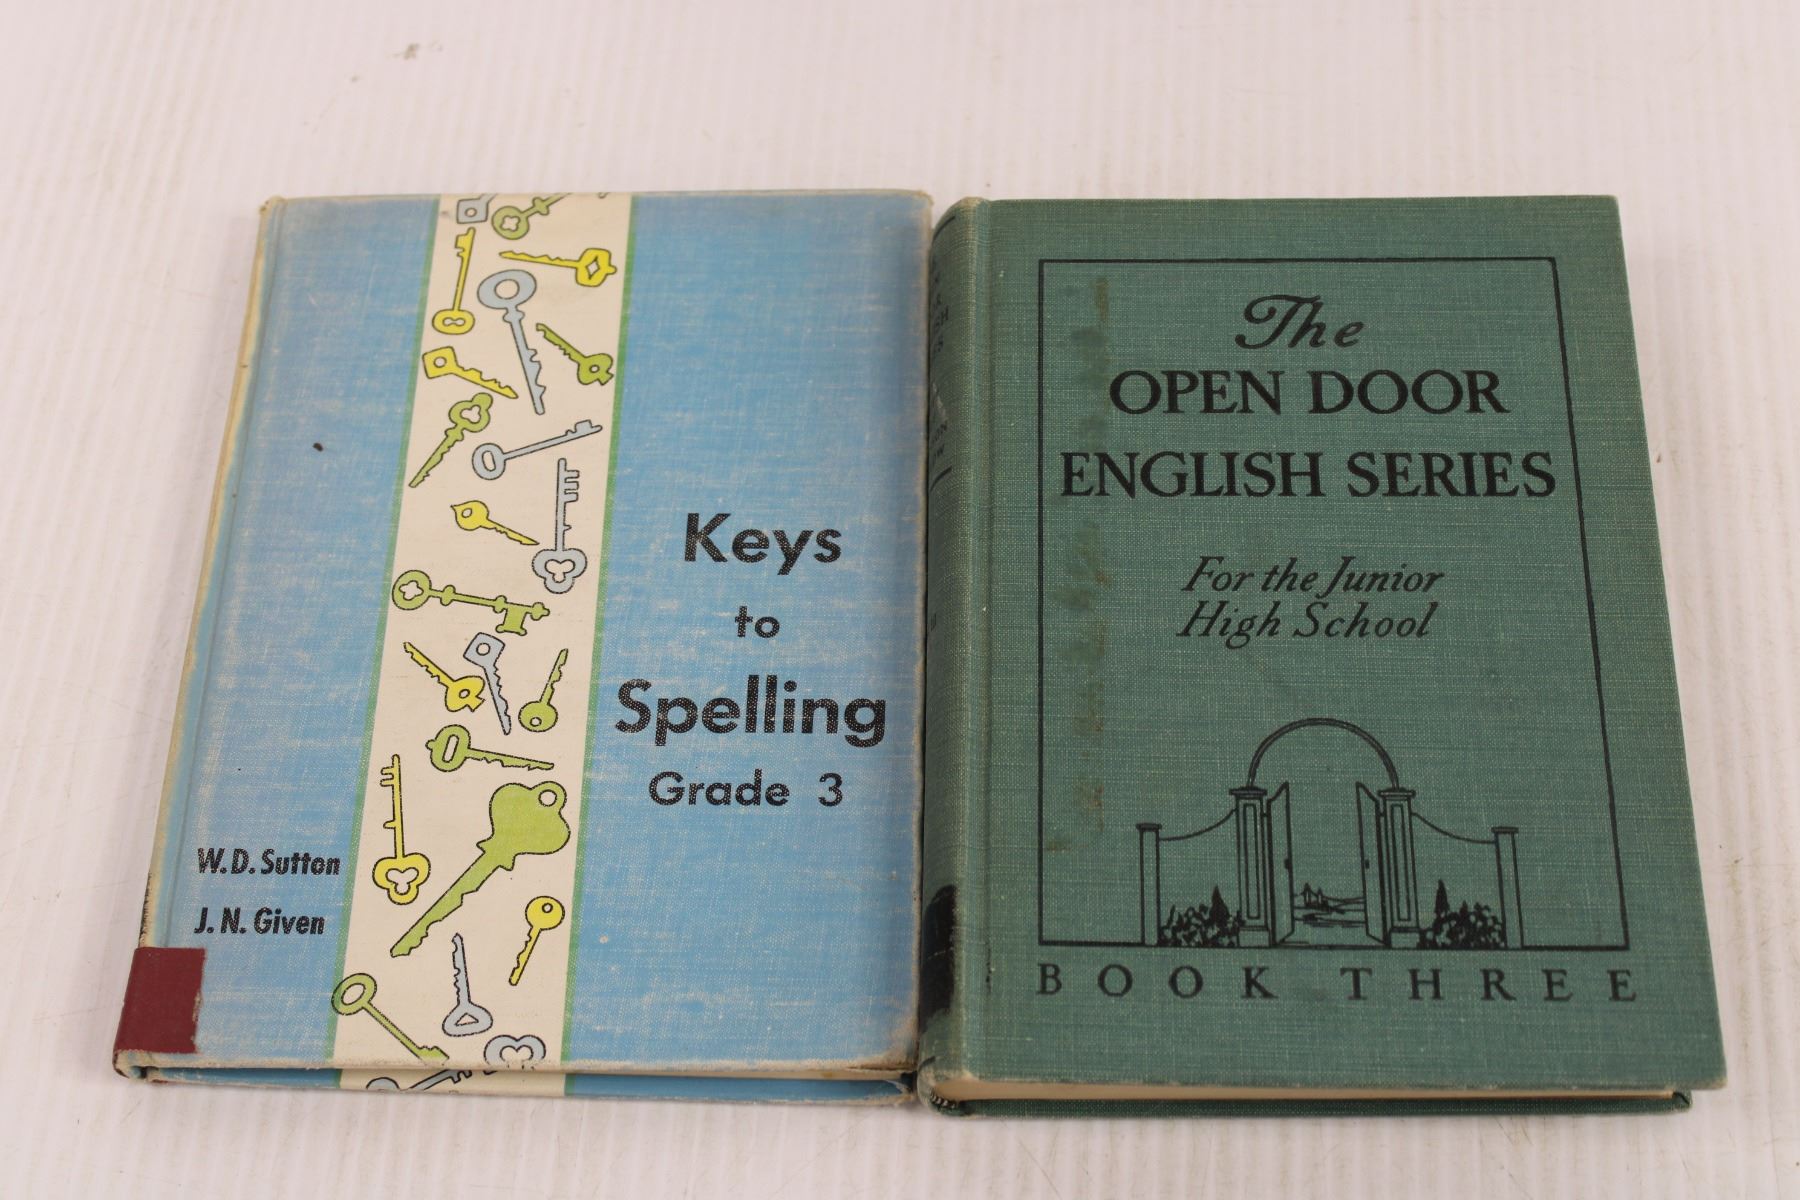 Keys
to
Spelling
Grade 3
W. D. Sutton
J. N. Given
The
OPEN DOOR
ENGLISH SERIES
For the Junior
High School
BOOK THREE